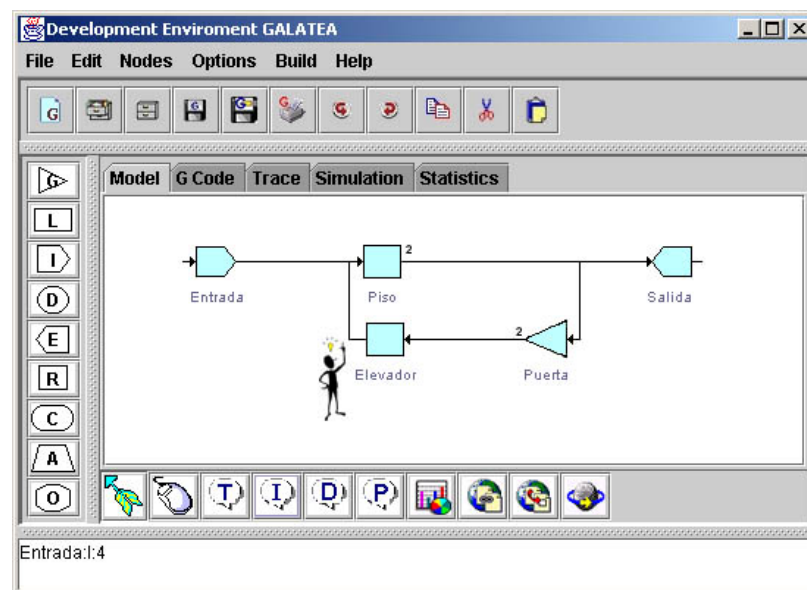 Development Enviroment GALATEA
File Edit Nodes Options Build Help
G G G G
G
L
I
D
E
R
C
A
O
Model G Code Trace Simulation Statistics
2
Entrada Piso Salida
2
Elevador Puerta
T I D P
Entrada:I:4